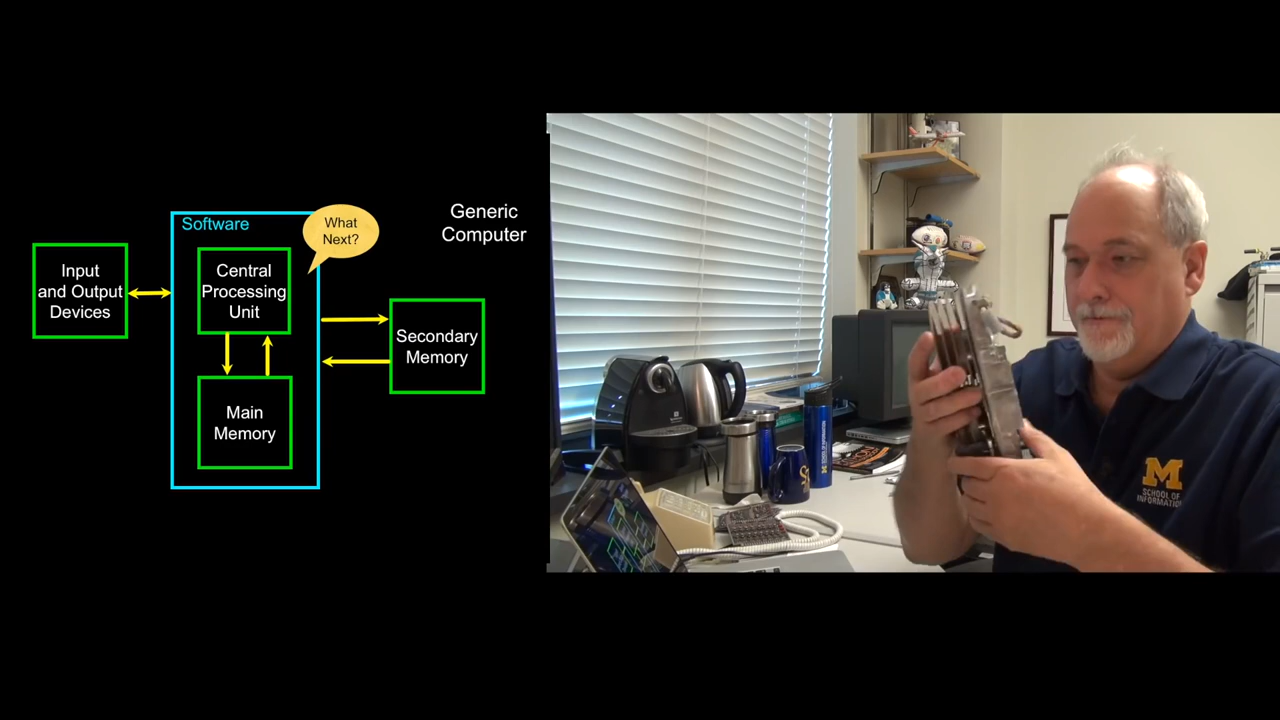 Software
What
Next?
Generic
Computer
Input
and Output
Devices
Central
Processing
Unit
Secondary
Memory
Main
Memory
M
SCHOOL OF
INFORMATION